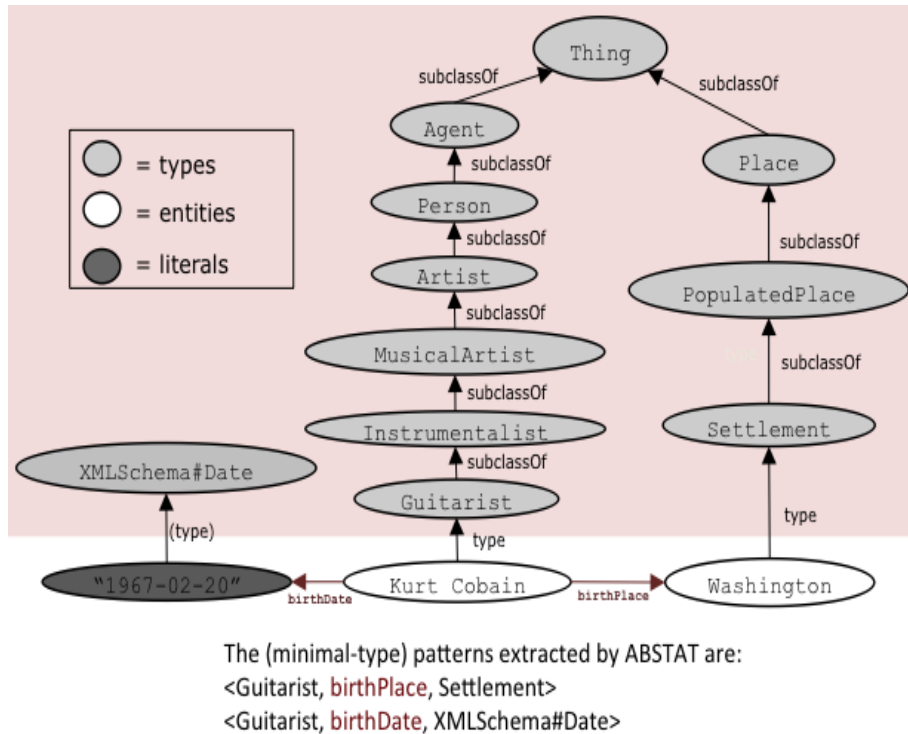 Thing
subclassOf
subclassOf
Agent
Place
= types
subclassOf
Person
= entities
subclassOf
subclassOf
= literals
Artist
PopulatedPlace
subclassOf
MusicalArtist
type
subclassOf
subclassOf
Instrumentalist
Settlement
XMLSchema#Date
subclassOf
Guitarist
(type)
type
type
"1967-02-20"
birthDate
Kurt Cobain
birthPlace
Washington
The (minimal-type) patterns extracted by ABSTAT are:
<Guitarist, birthPlace, Settlement>
<Guitarist, birthDate, XMLSchema#Date>